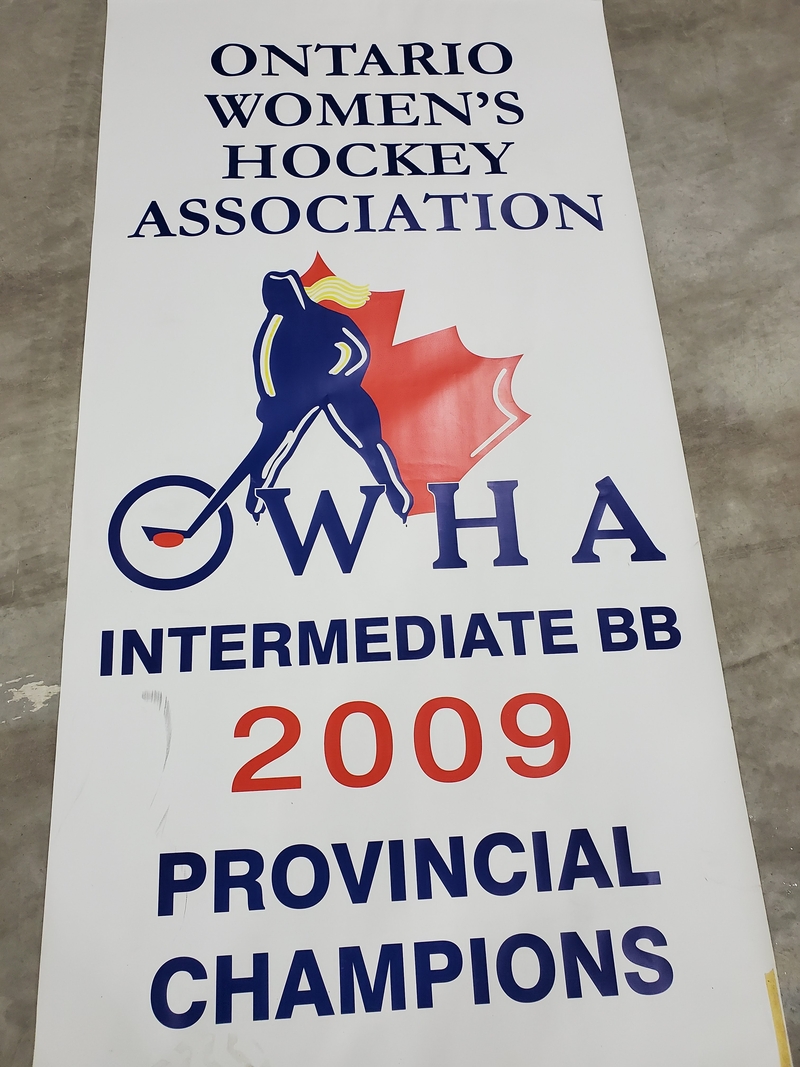 ONTARIO
WOMEN'S
HOCKEY
ASSOCIATION
OWHA
INTERMEDIATE BB
2009
PROVINCIAL
CHAMPIONS